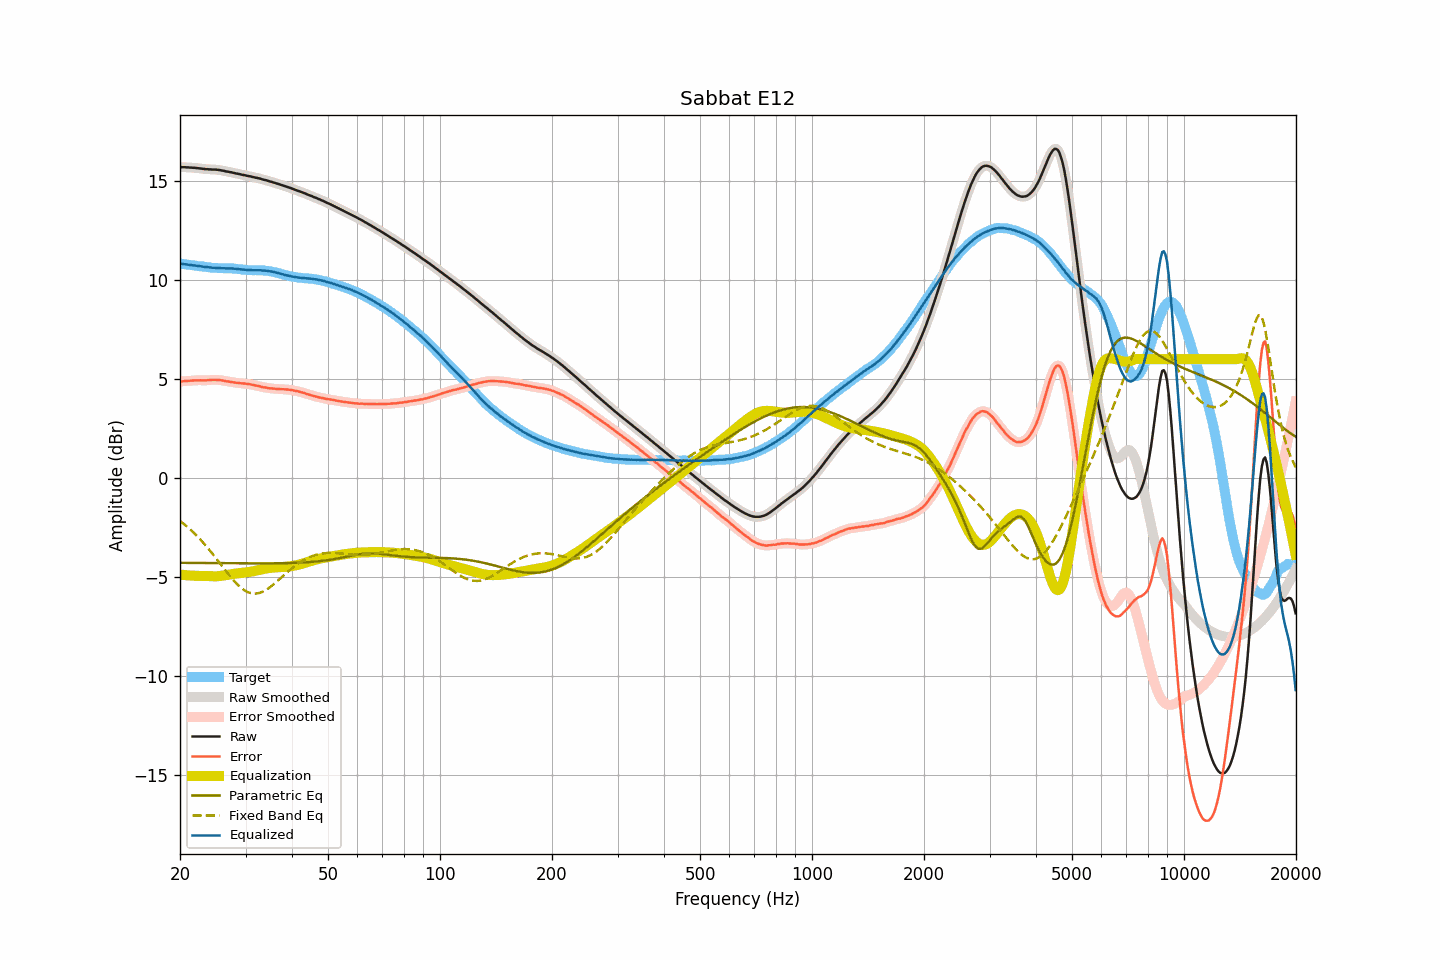 Sabbat E12
Amplitude (dBr)
15
10
5
0
−5
−10
−15
Target
Raw Smoothed
Error Smoothed
Raw
Error
Equalization
Parametric Eq
Fixed Band Eq
Equalized
20 50 100 200 500 1000 2000 5000 10000 20000
Frequency (Hz)